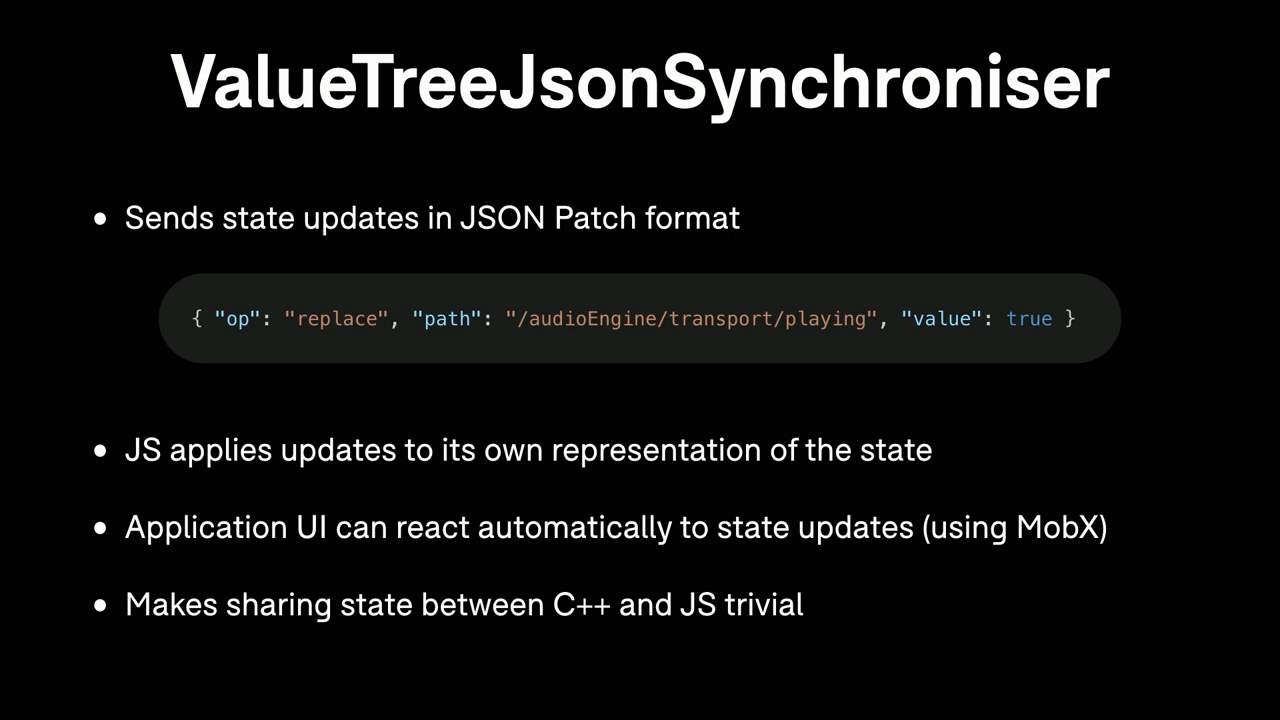 ValueTreeJsonSynchroniser
• Sends state updates in JSON Patch format
{ "op": "replace", "path": "/audioEngine/transport/playing", "value": true }
• JS applies updates to its own representation of the state
• Application UI can react automatically to state updates (using MobX)
• Makes sharing state between C++ and JS trivial